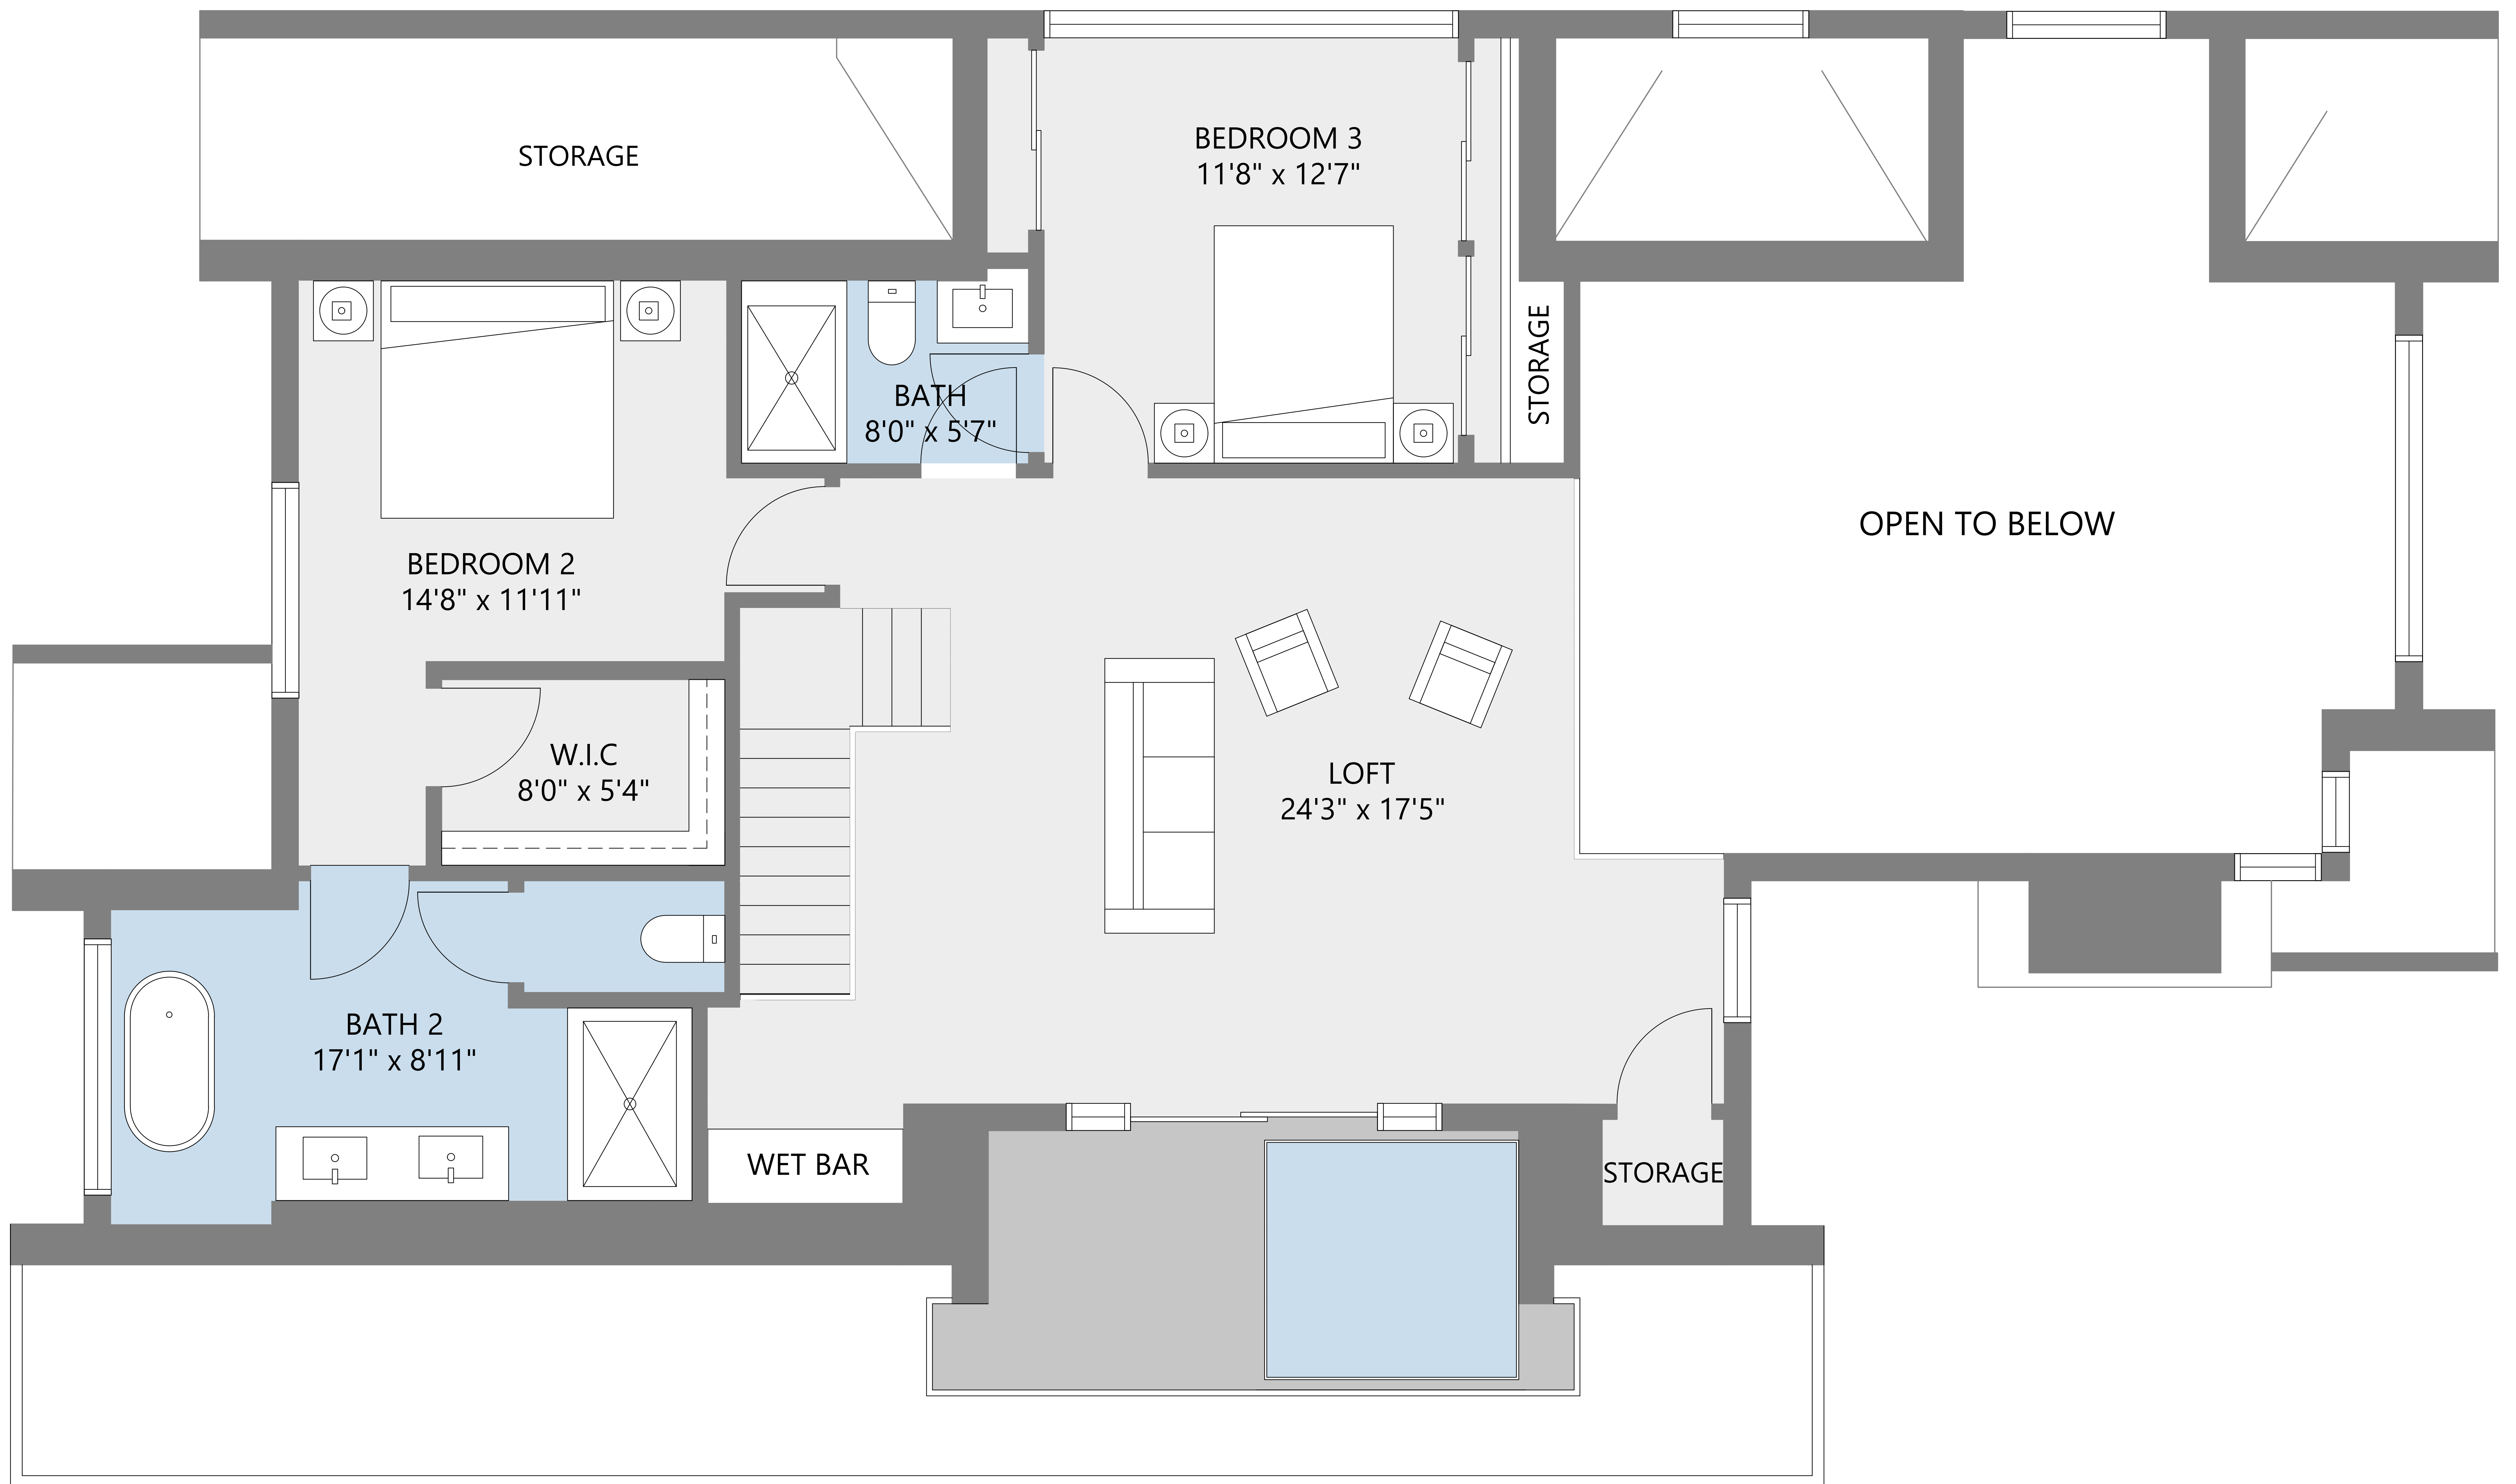 STORAGE
BEDROOM 3
11'8" x 12'7"
STORAGE
BATH
8'0" x 5'7"
OPEN TO BELOW
BEDROOM 2
14'8" x 11'11"
W.I.C
8'0" x 5'4"
LOFT
24'3" x 17'5"
BATH 2
17'1" x 8'11"
WET BAR
STORAGE